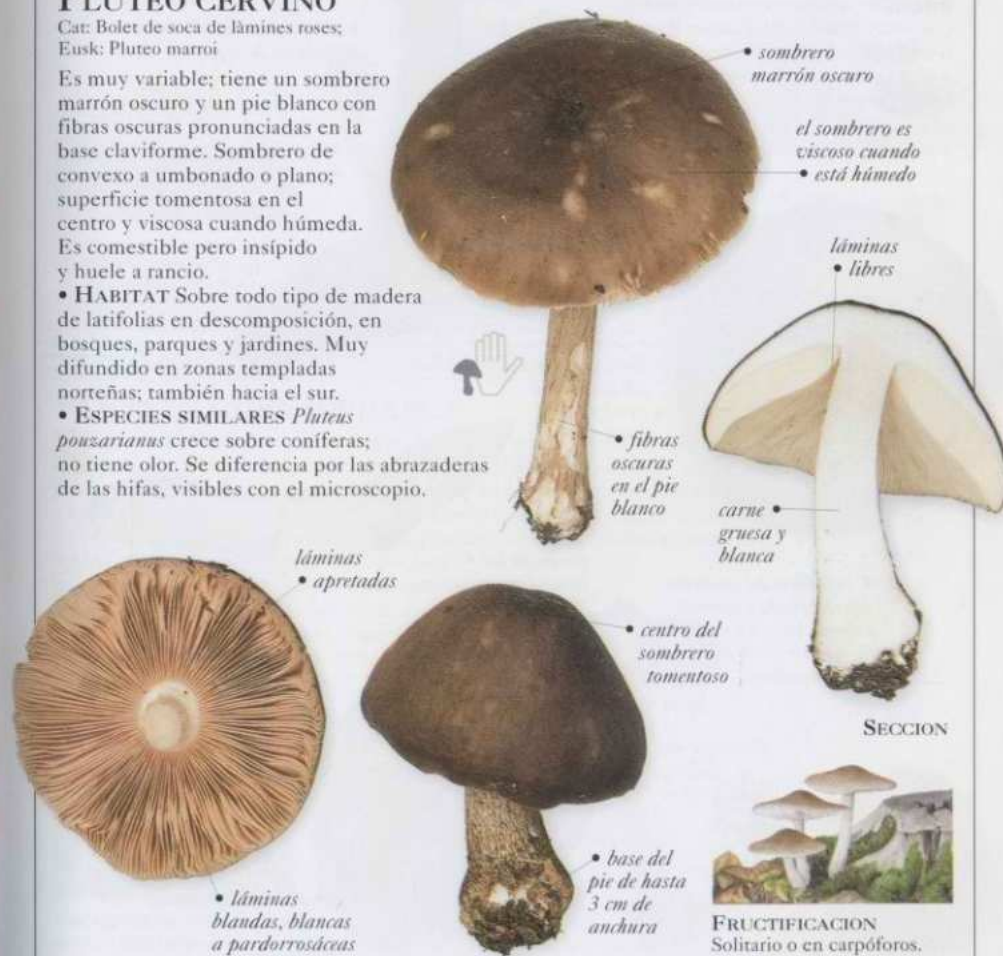 PLUTEO CERVINO
Cat: Bolet de soca de làmines roses;
Eusk: Pluteo marroi
Es muy variable; tiene un sombrero
marrón oscuro y un pie blanco con
fibras oscuras pronunciadas en la
base claviforme. Sombrero de
convexo a umbonado o plano;
superficie tomentosa en el
centro y viscosa cuando húmeda.
Es comestible pero insípido
y huele a rancio.
• HABITAT Sobre todo tipo de madera
de latifolias en descomposición, en
bosques, parques y jardines. Muy
difundido en zonas templadas
norteñas; también hacia el sur.
• ESPECIES SIMILARES Pluteus
pouzarianus crece sobre coníferas;
no tiene olor. Se diferencia por las abrazaderas
de las hifas, visibles con el microscopio.
• sombrero
marrón oscuro
el sombrero es
viscoso cuando
• está húmedo
láminas
• libres
• fibras
oscuras
en el pie
blanco
carne •
gruesa y
blanca
láminas
• apretadas
• centro del
sombrero
tomentoso
SECCION
• láminas
blandas, blancas
a pardorrosáceas
• base del
pie de hasta
3 cm de
anchura
FRUCTIFICACION
Solitario o en carpóforos.